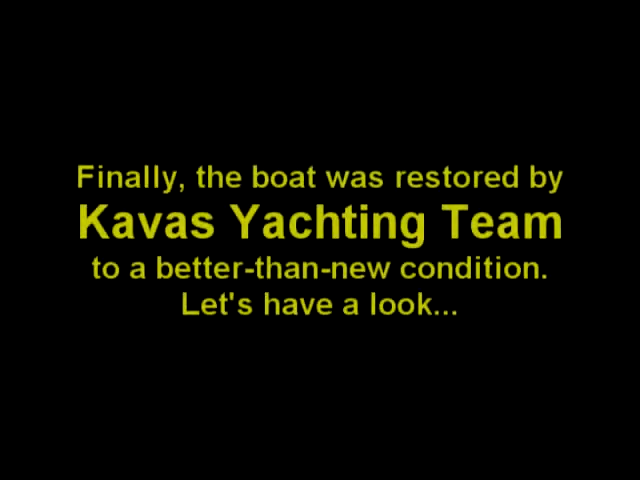 Finally, the boat was restored by
Kavas Yachting Team
to a better-than-new condition.
Let's have a look...